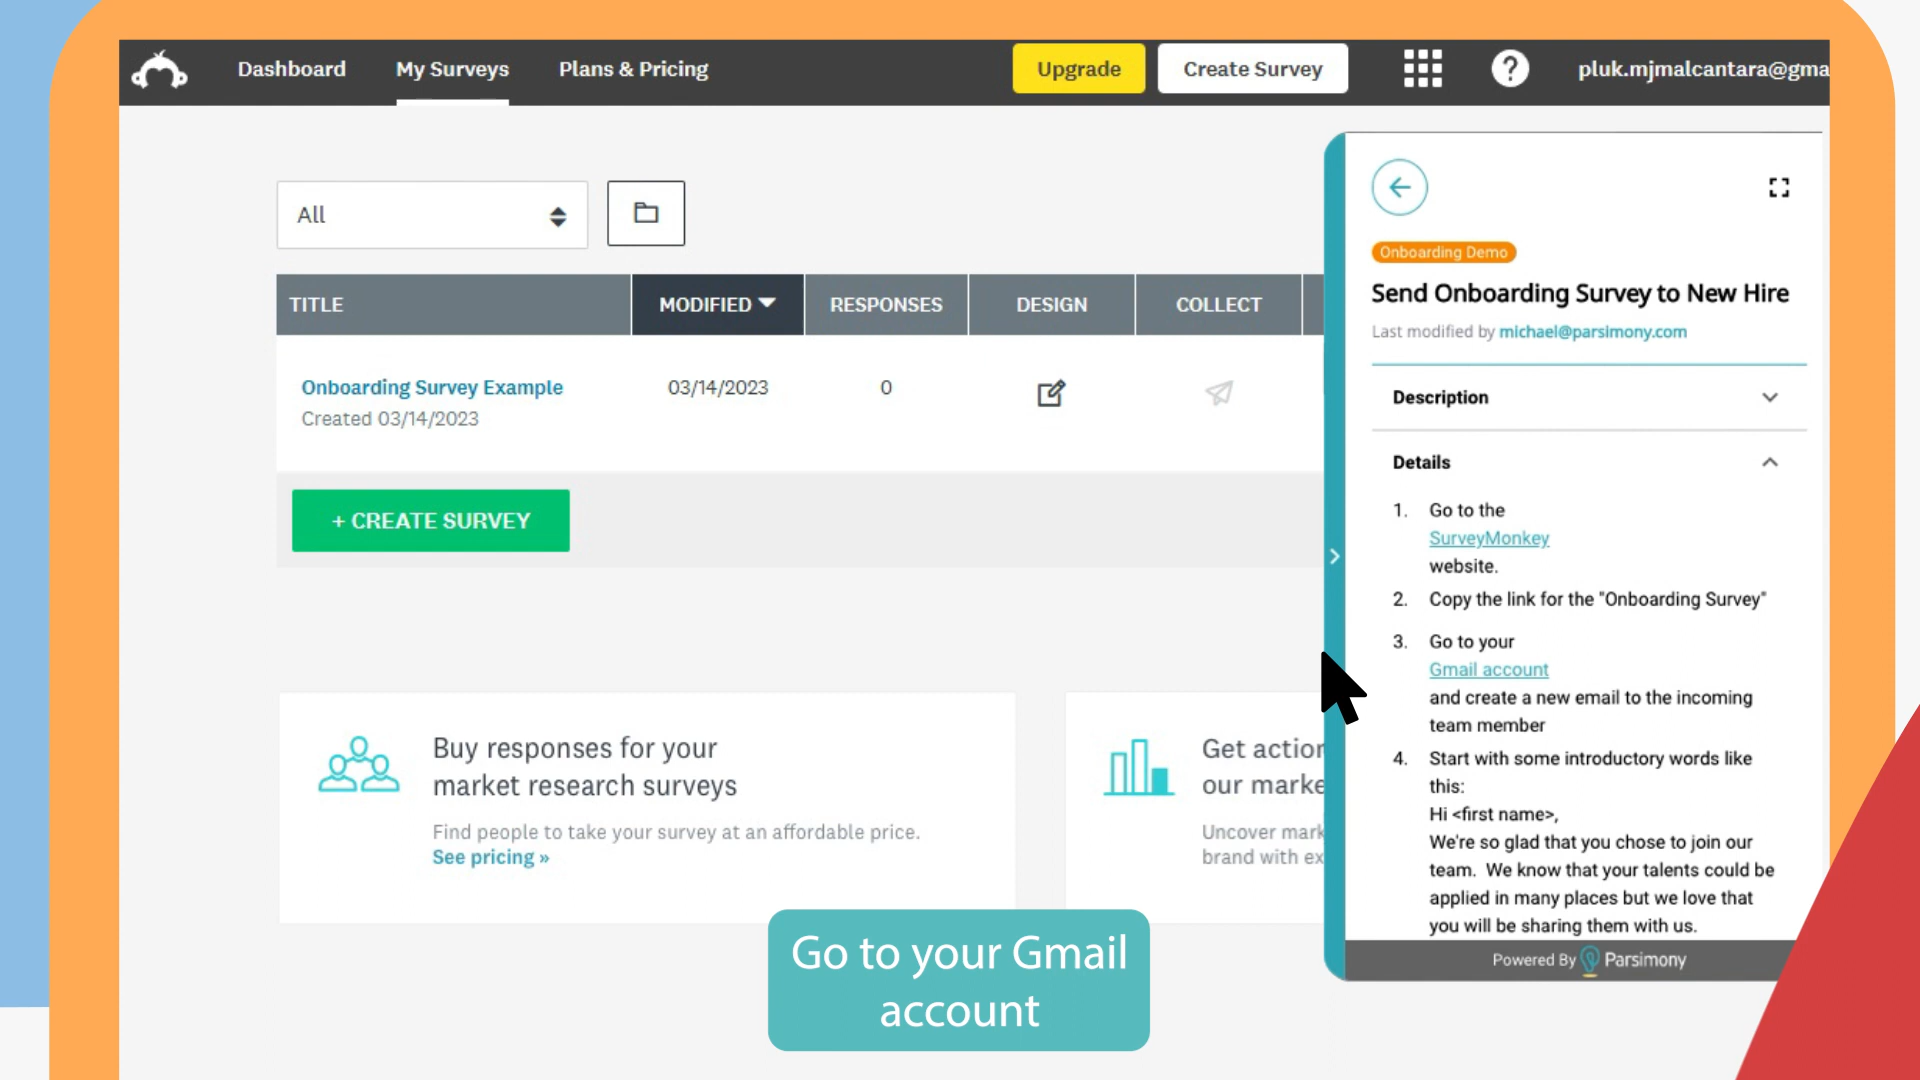 Dashboard
My Surveys
Plans & Pricing
Upgrade
Create Survey
?
pluk.mjmalcantara@gma
All
TITLE
MODIFIED
RESPONSES
DESIGN
COLLECT
Onboarding Survey Example
03/14/2023
0
Created 03/14/2023
+ CREATE SURVEY
Buy responses for your
market research surveys
Find people to take your survey at an affordable price.
See pricing »
Get action
our marke
Uncover mark
brand with ex
Onboarding Demo
Send Onboarding Survey to New Hire
Last modified by michael@parsimony.com
Description
Details
1. Go to the
SurveyMonkey
website.
2. Copy the link for the "Onboarding Survey"
3. Go to your
Gmail account
and create a new email to the incoming
team member
4. Start with some introductory words like
this:
Hi <first name>,
We're so glad that you chose to join our
team. We know that your talents could be
applied in many places but we love that
you will be sharing them with us.
Powered By Parsimony
Go to your Gmail
account